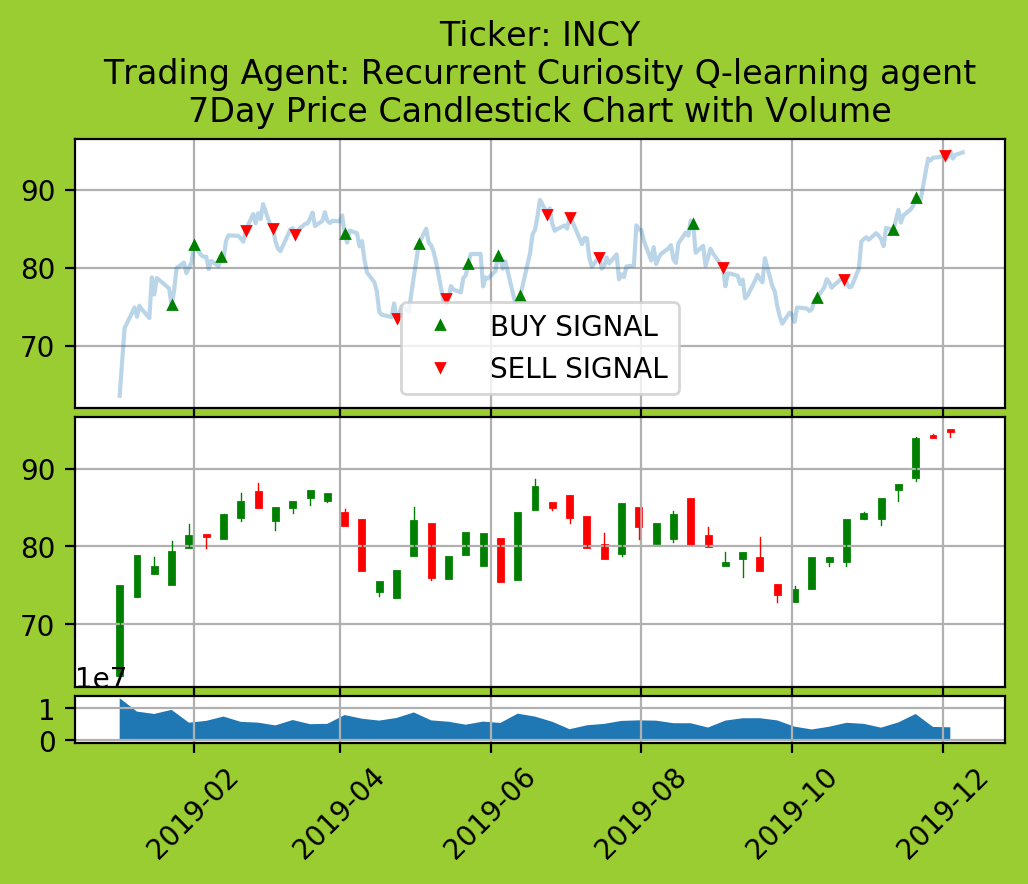 Ticker: INCY
Trading Agent: Recurrent Curiosity Q-learning agent
7Day Price Candlestick Chart with Volume
90
80
70
BUY SIGNAL
SELL SIGNAL
90
80
70
1e7
1
0
2019-02
2019-04
2019-06
2019-08
2019-10
2019-12